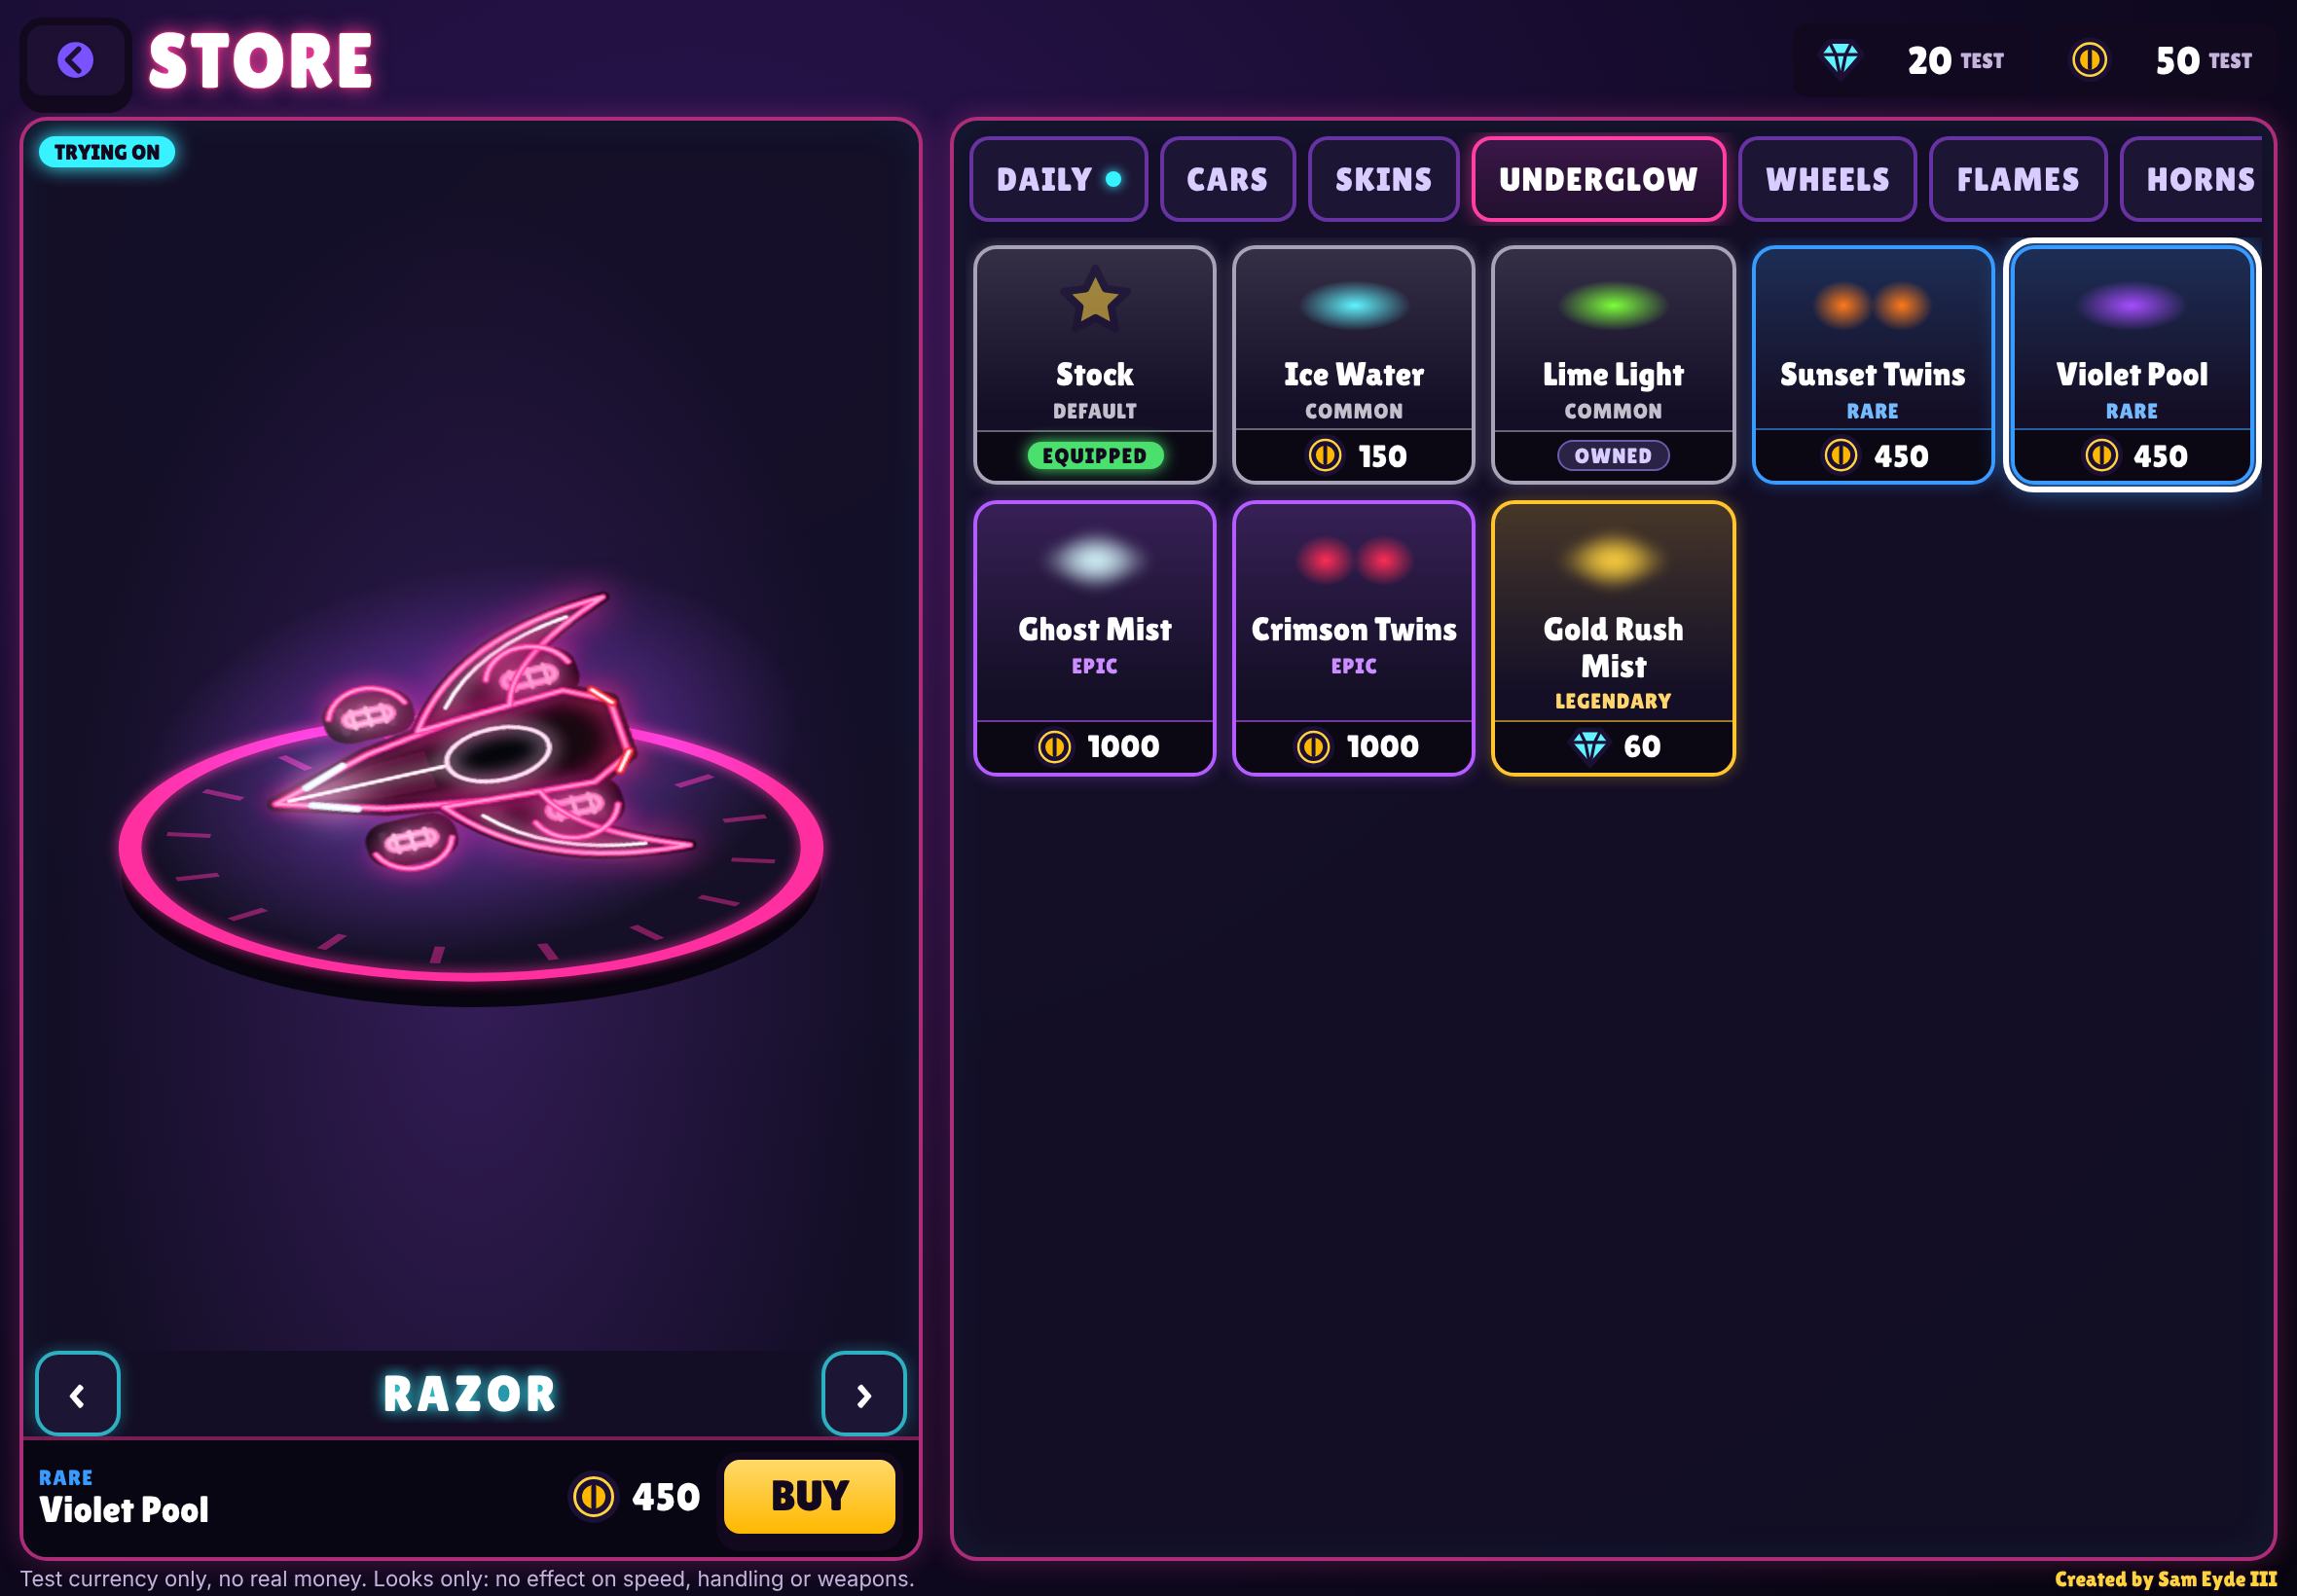 STORE
20 TEST
50 TEST
TRYING ON
RAZOR
RARE
Violet Pool
450
BUY
DAILY
CARS
SKINS
UNDERGLOW
WHEELS
FLAMES
HORNS
Stock
DEFAULT
EQUIPPED
Ice Water
COMMON
150
Lime Light
COMMON
OWNED
Sunset Twins
RARE
450
Violet Pool
RARE
450
Ghost Mist
EPIC
1000
Crimson Twins
EPIC
1000
Gold Rush
Mist
LEGENDARY
60
Test currency only, no real money. Looks only: no effect on speed, handling or weapons.
Created by Sam Eyde III